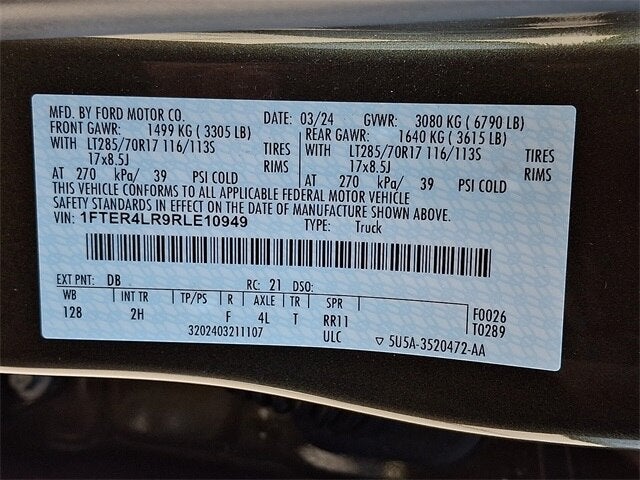 MFD. BY FORD MOTOR CO. DATE: 03/24 GVWR: 3080 KG ( 6790 LB)
FRONT GAWR: 1499 KG ( 3305 LB) REAR GAWR: 1640 KG ( 3615 LB)
WITH LT285/70R17 116/113S TIRES WITH LT285/70R17 116/113S TIRES
17x8.5J RIMS 17x8.5J RIMS
AT 270 kPa/ 39 PSI COLD AT 270 kPa/ 39 PSI COLD
THIS VEHICLE CONFORMS TO ALL APPLICABLE FEDERAL MOTOR VEHICLE
SAFETY STANDARDS IN EFFECT ON THE DATE OF MANUFACTURE SHOWN ABOVE.
VIN: 1FTER4LR9RLE10949 TYPE: Truck
EXT PNT: DB RC: 21 DSO:
WB INT TR TP/PS R AXLE TR SPR F0026
128 2H F 4L T RR11 T0289
3202403211107 ULC ▽ 5U5A-3520472-AA